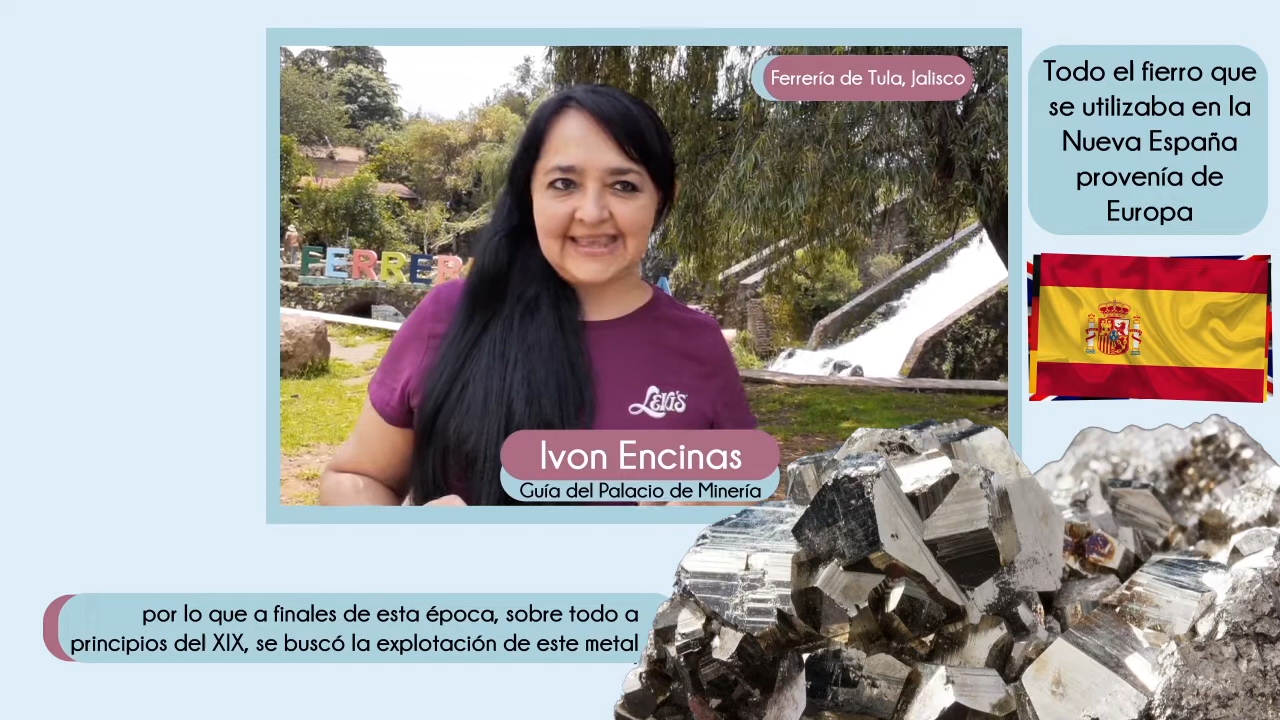 Ferrería de Tula, Jalisco
Todo el fierro que
se utilizaba en la
Nueva España
provenía de
Europa
FERRER
LEKIS
Ivon Encinas
Guía del Palacio de Minería
por lo que a finales de esta época, sobre todo a
principios del XIX, se buscó la explotación de este metal